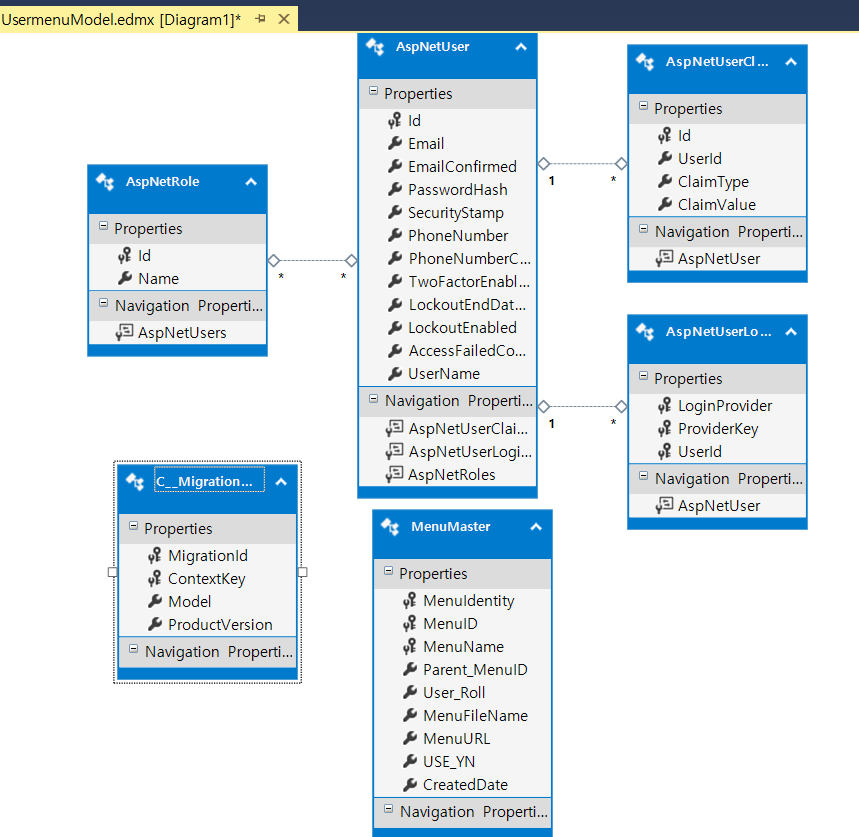 UsermenuModel.edmx [Diagram1]*
AspNetUser
Properties
Id
Email
EmailConfirmed
PasswordHash
SecurityStamp
PhoneNumber
PhoneNumberC...
TwoFactorEnabl...
LockoutEndDat...
LockoutEnabled
AccessFailedCo...
UserName
Navigation Properti...
AspNetUserClai...
AspNetUserLogi...
AspNetRoles
AspNetUserCl...
Properties
Id
UserId
ClaimType
ClaimValue
Navigation Properti...
AspNetUser
1
*
AspNetRole
Properties
Id
Name
Navigation Properti...
AspNetUsers
*
*
AspNetUserLo...
Properties
LoginProvider
ProviderKey
UserId
Navigation Properti...
AspNetUser
1
*
C__Migration...
Properties
MigrationId
ContextKey
Model
ProductVersion
Navigation Properti...
MenuMaster
Properties
MenuIdentity
MenuID
MenuName
Parent_MenuID
User_Roll
MenuFileName
MenuURL
USE_YN
CreatedDate
Navigation Properti...